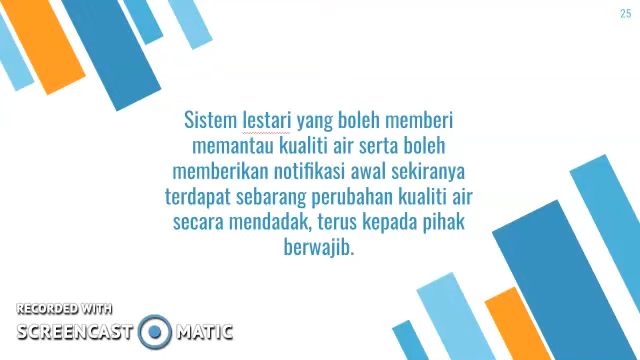 25
Sistem lestari yang boleh memberi
memantau kualiti air serta boleh
memberikan notifikasi awal sekiranya
terdapat sebarang perubahan kualiti air
secara mendadak, terus kepada pihak
berwajib.
RECORDED WITH
SCREENCAST MATIC